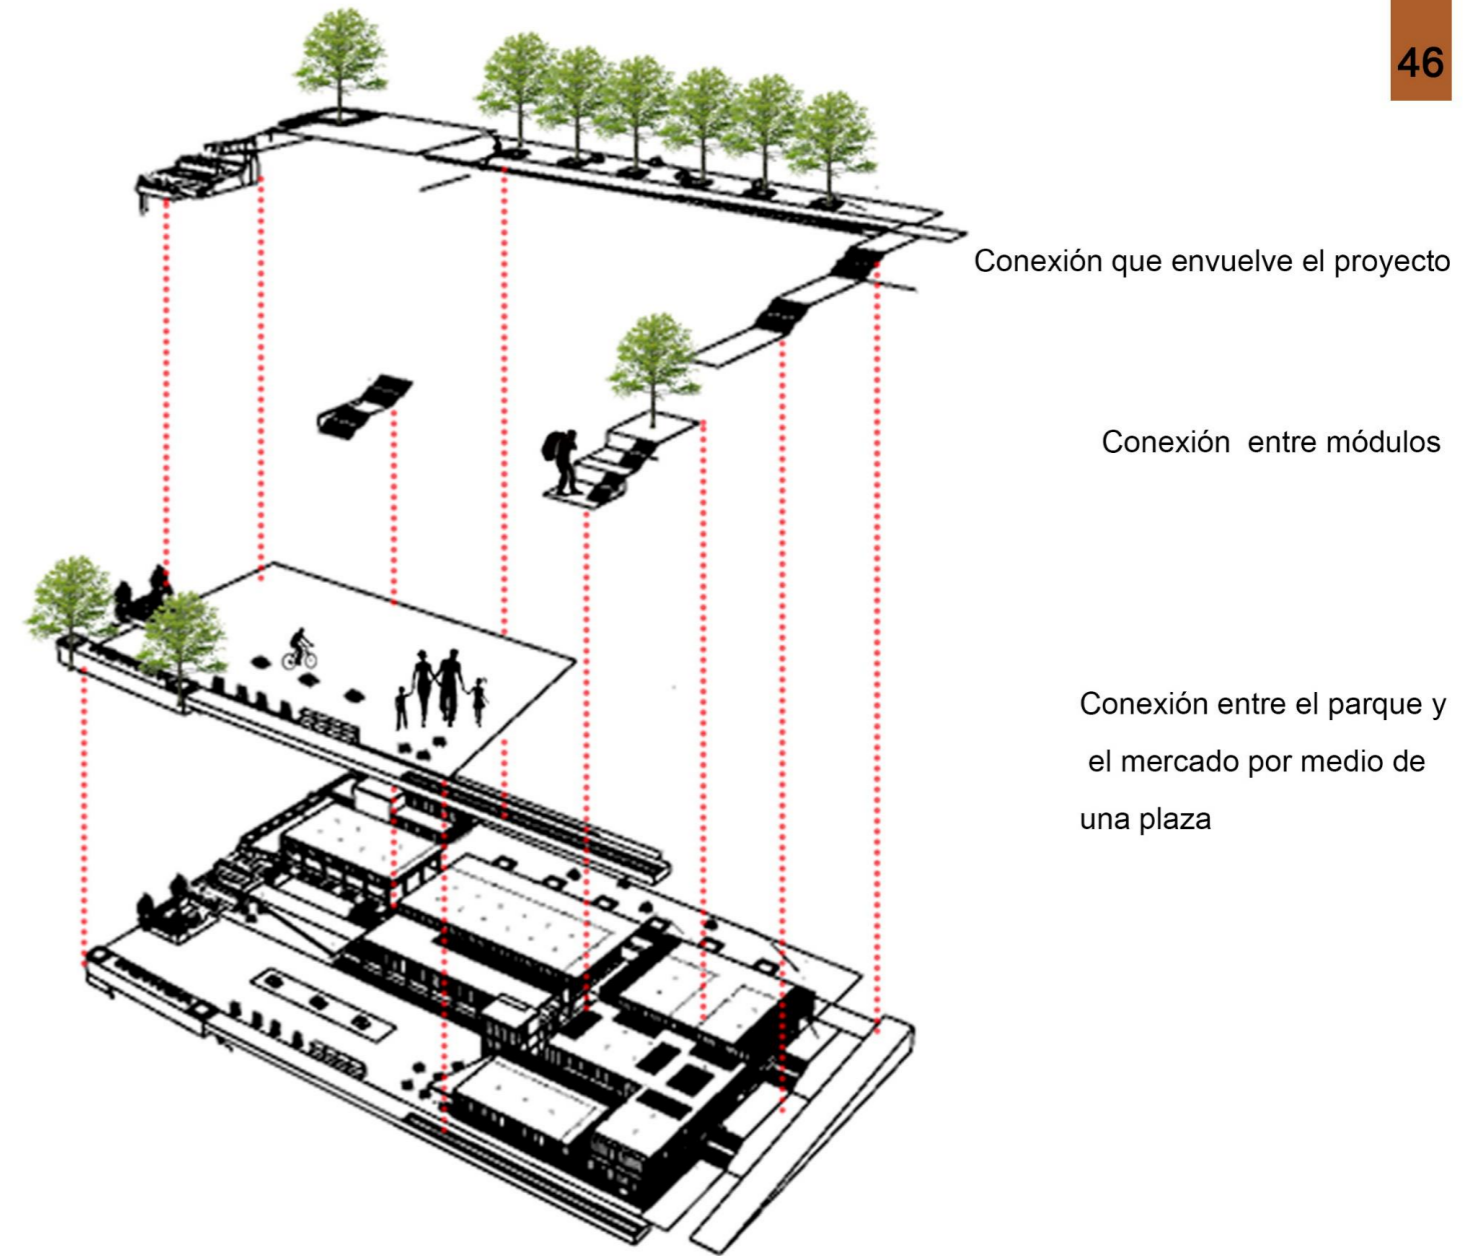 46
Conexión que envuelve el proyecto
Conexión  entre módulos
Conexión entre el parque y
el mercado por medio de
una plaza